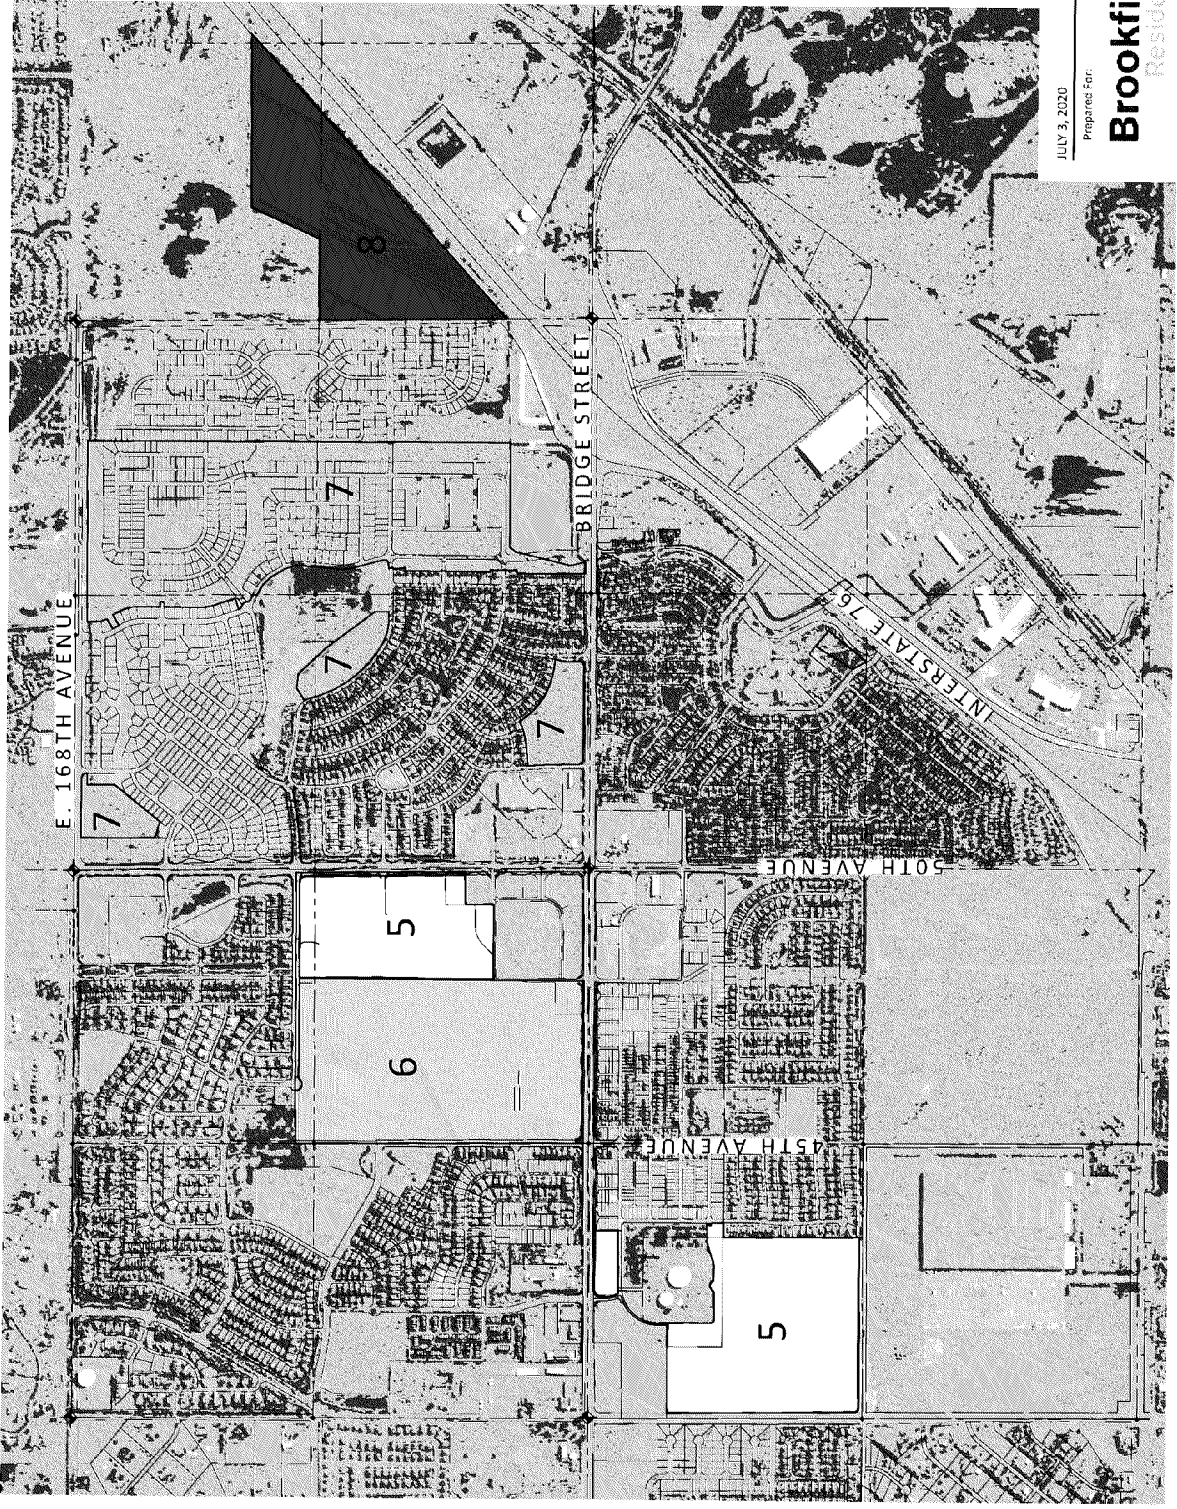 JULY 3, 2020
Prepared For:
Brookfi
Reside
8
E. 168TH AVENUE
7
7
7
7
BRIDGE STREET
INTERSTATE 76
50TH AVENUE
5
6
45TH AVENUE
5